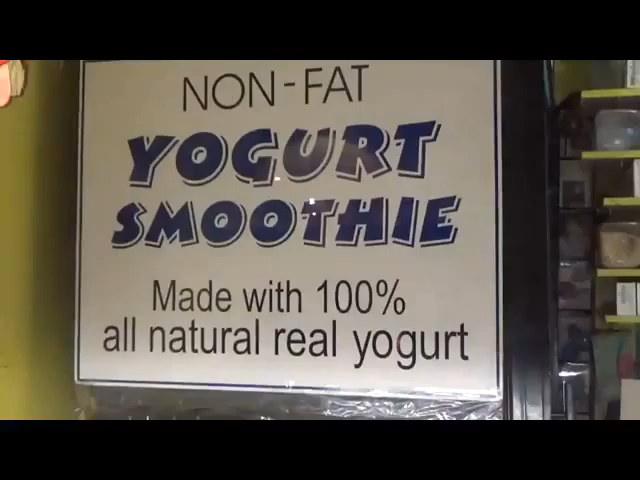 NON-FAT
YOGURT
SMOOTHIE
Made with 100%
all natural real yogurt